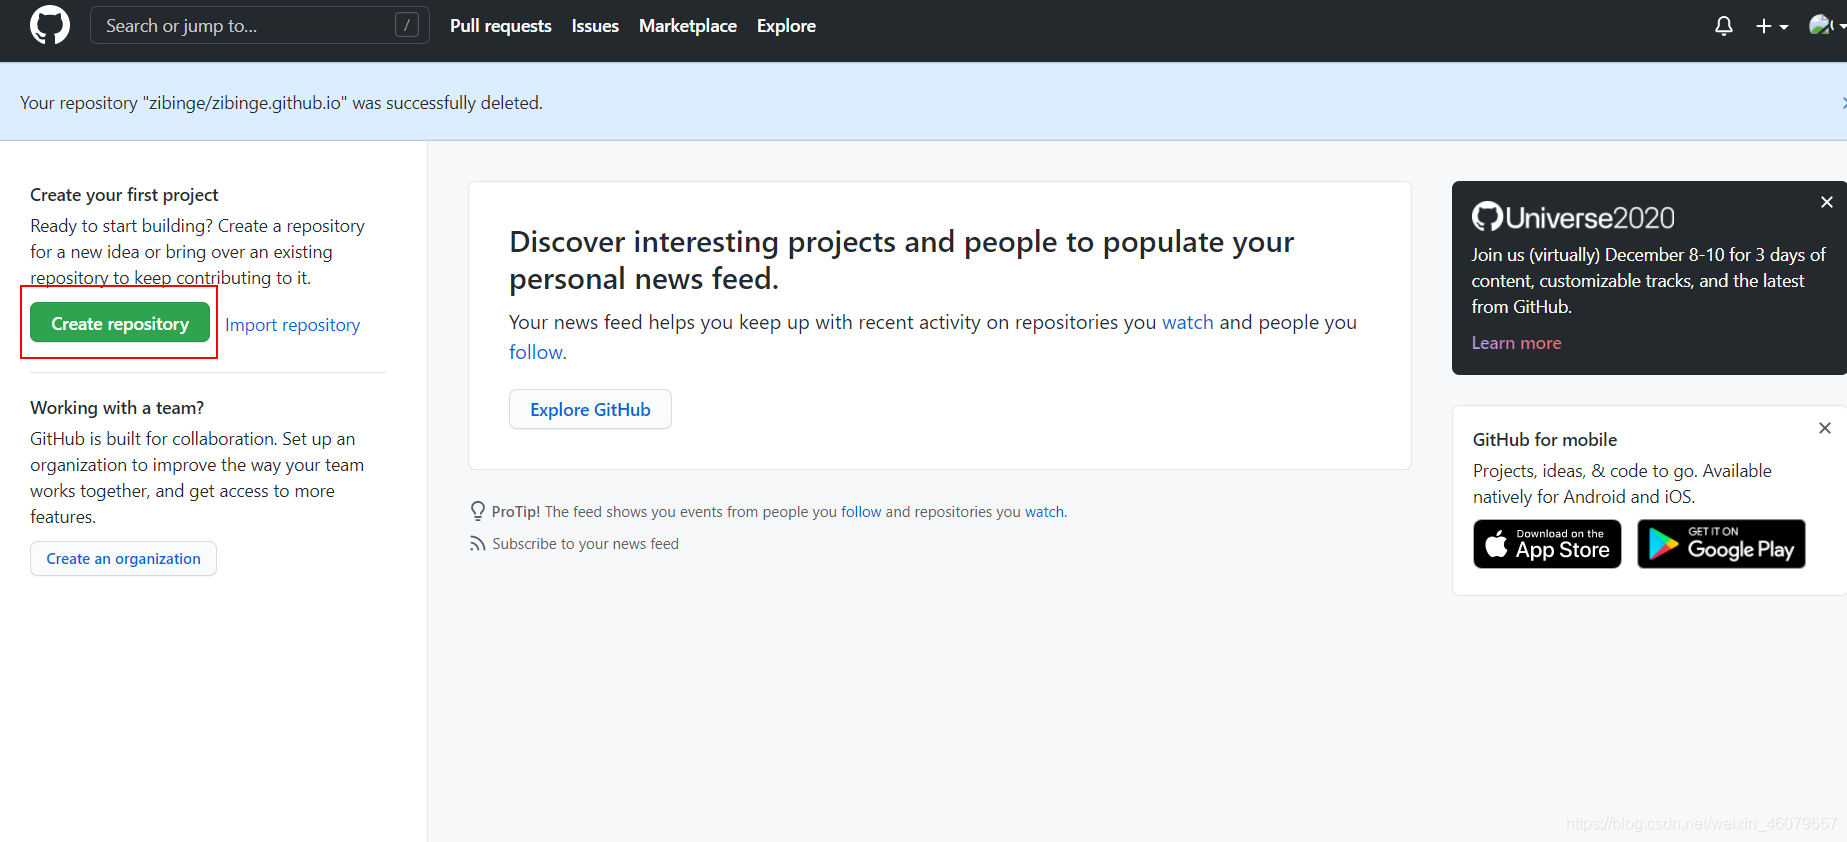 Search or jump to...
/
Pull requests
Issues
Marketplace
Explore
Your repository "zibinge/zibinge.github.io" was successfully deleted.
Create your first project
Ready to start building? Create a repository
for a new idea or bring over an existing
repository to keep contributing to it.
Create repository
Import repository
Working with a team?
GitHub is built for collaboration. Set up an
organization to improve the way your team
works together, and get access to more
features.
Create an organization
Discover interesting projects and people to populate your
personal news feed.
Your news feed helps you keep up with recent activity on repositories you watch and people you
follow.
Explore GitHub
ProTip! The feed shows you events from people you follow and repositories you watch.
Subscribe to your news feed
Universe2020
Join us (virtually) December 8-10 for 3 days of
content, customizable tracks, and the latest
from GitHub.
Learn more
GitHub for mobile
Projects, ideas, & code to go. Available
natively for Android and iOS.
Download on the
App Store
GET IT ON
Google Play
https://blog.csdn.net/weixin_46079657